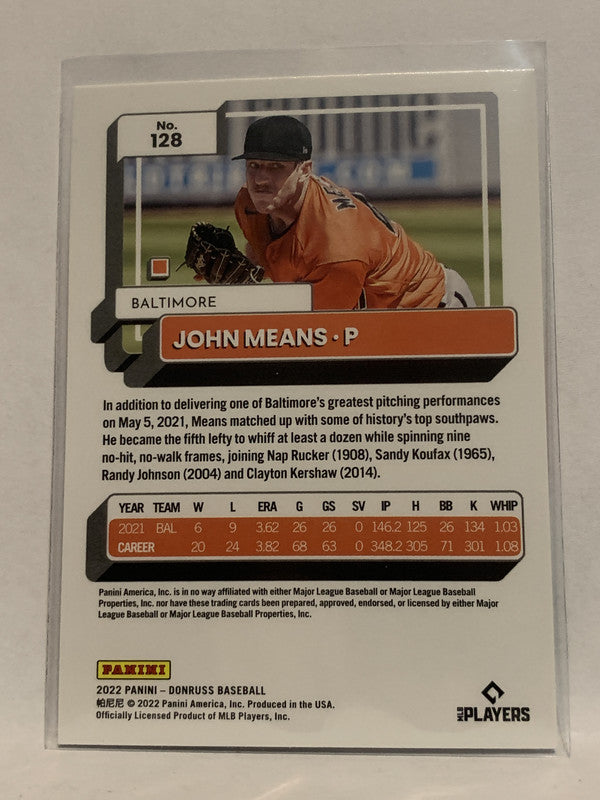 No.
128
BALTIMORE
JOHN MEANS • P
In addition to delivering one of Baltimore's greatest pitching performances
on May 5, 2021, Means matched up with some of history's top southpaws.
He became the fifth lefty to whiff at least a dozen while spinning nine
no-hit, no-walk frames, joining Nap Rucker (1908), Sandy Koufax (1965),
Randy Johnson (2004) and Clayton Kershaw (2014).
YEAR TEAM W L ERA G GS SV IP H BB K WHIP
2021 BAL 6 9 3.62 26 26 0 146.2 125 26 134 1.03
CAREER 20 24 3.82 68 63 0 348.2 305 71 301 1.08
Panini America, Inc. is in no way affiliated with either Major League Baseball or Major League Baseball
Properties, Inc. nor have these trading cards been prepared, approved, endorsed, or licensed by either Major
League Baseball or Major League Baseball Properties, Inc.
PANINI
2022 PANINI – DONRUSS BASEBALL
帕尼尼 © 2022 Panini America, Inc. Produced in the USA.
Officially Licensed Product of MLB Players, Inc.
MLB PLAYERS